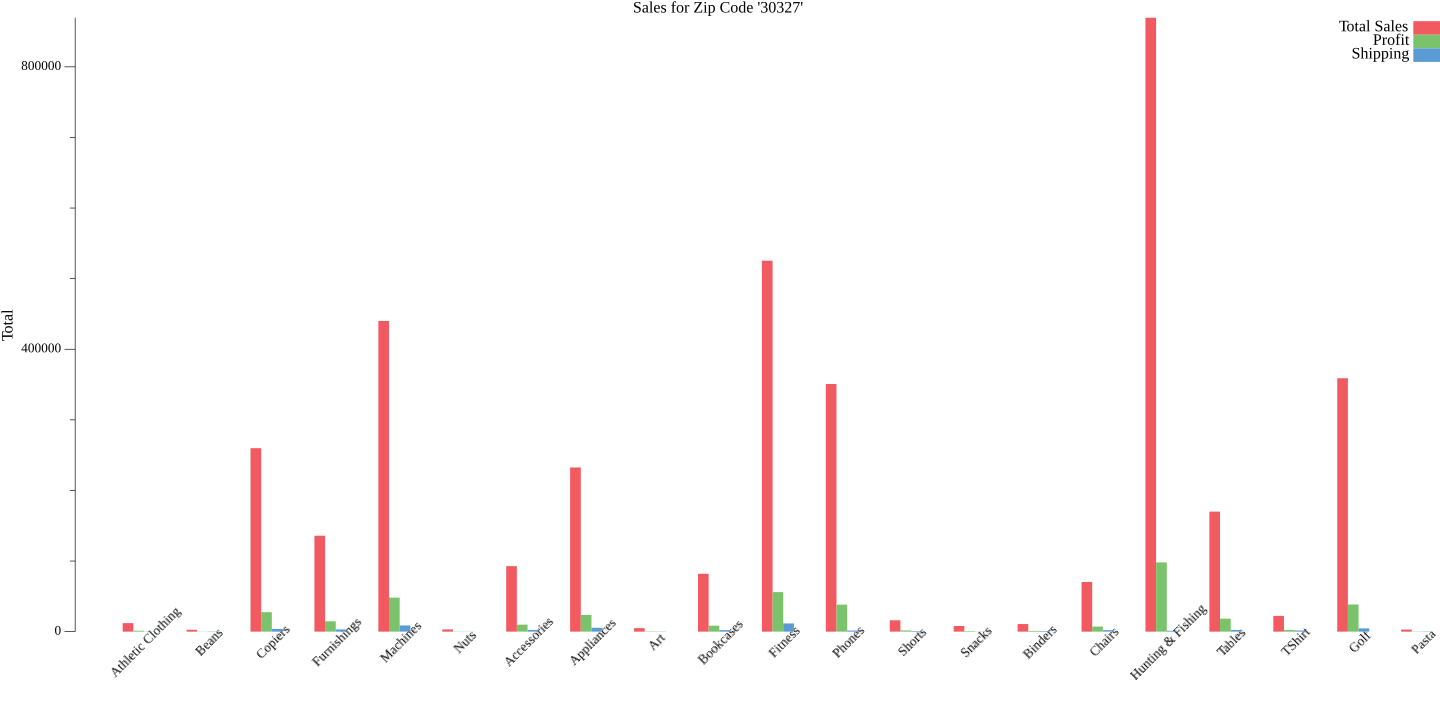 Sales for Zip Code '30327'
Total Sales
Profit
Shipping
800000
400000
0
Total
Athletic Clothing
Beans
Copiers
Furnishings
Machines
Nuts
Accessories
Appliances
Art
Bookcases
Fitness
Phones
Shorts
Snacks
Binders
Chairs
Hunting & Fishing
Tables
TShirt
Golf
Pasta